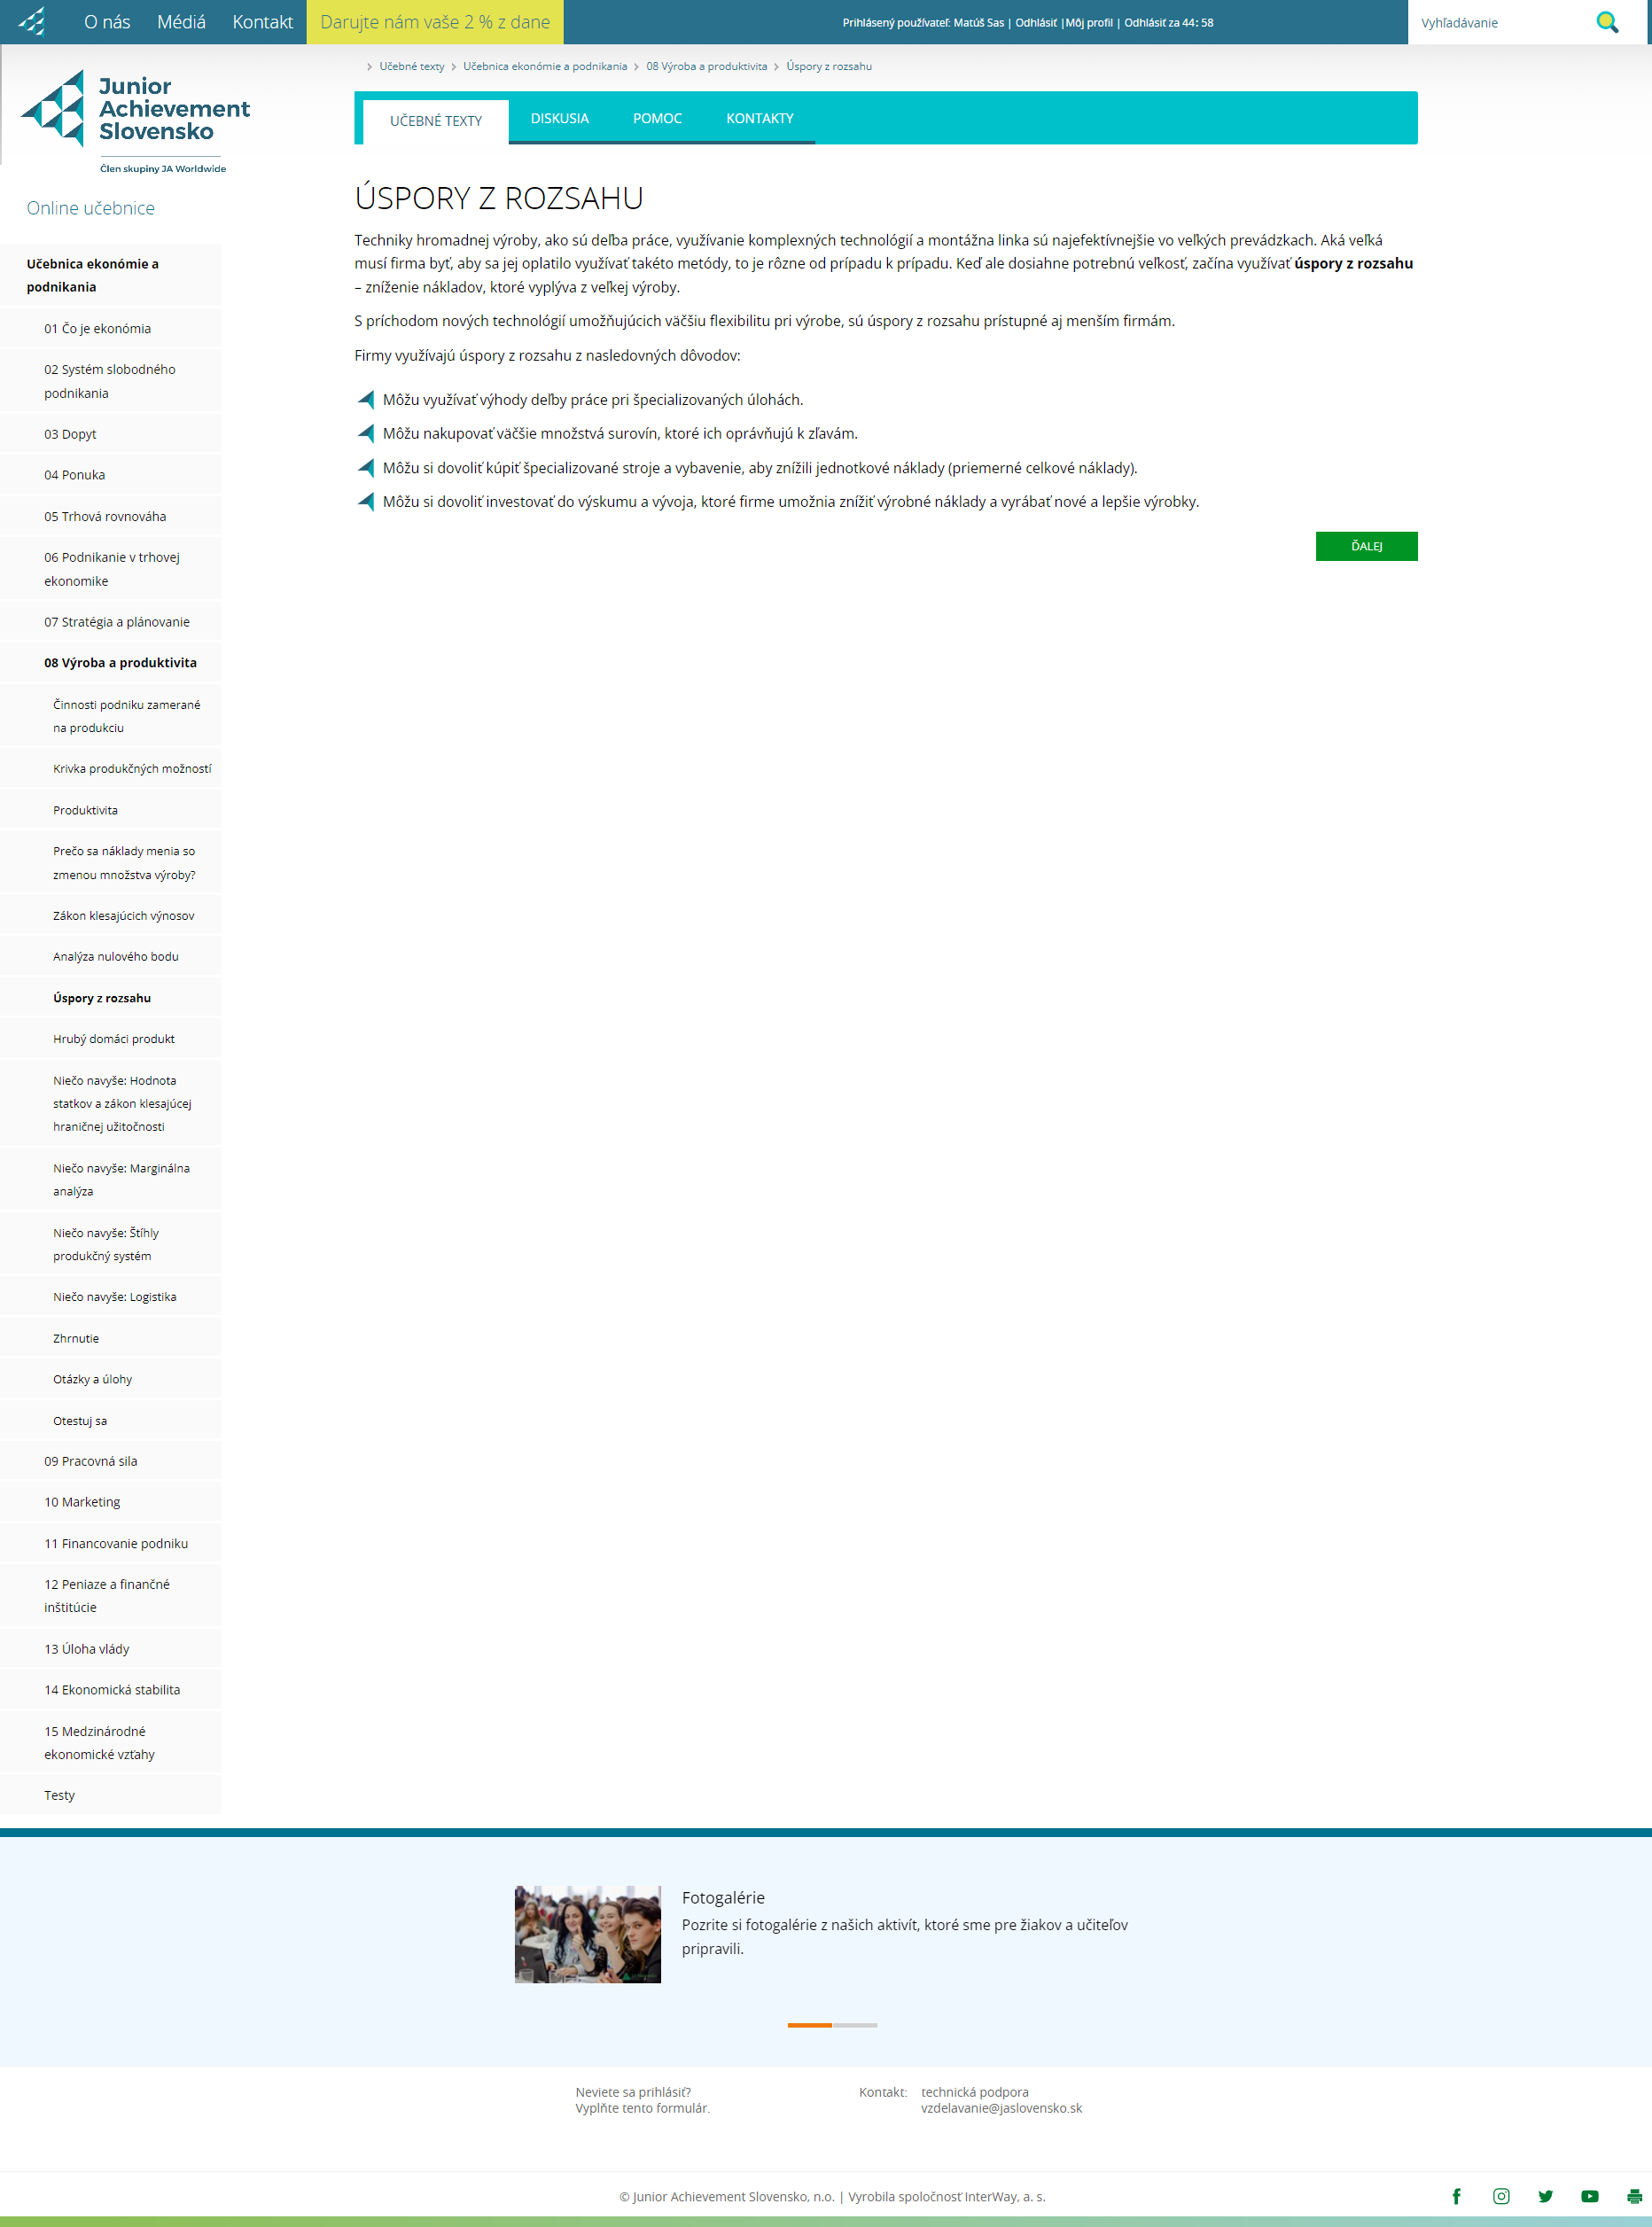 O nás Médiá Kontakt Darujte nám vaše 2 % z dane Prihlásený používateľ: Matúš Sas | Odhlásiť |Môj profil | Odhlásiť za 44: 58 Vyhľadávanie
Junior
Achievement
Slovensko
Člen skupiny JA Worldwide
Učebné texty Učebnica ekonómie a podnikania 08 Výroba a produktivita Úspory z rozsahu
UČEBNÉ TEXTY DISKUSIA POMOC KONTAKTY
Online učebnice
Učebnica ekonómie a
podnikania
01 Čo je ekonómia
02 Systém slobodného
podnikania
03 Dopyt
04 Ponuka
05 Trhová rovnováha
06 Podnikanie v trhovej
ekonomike
07 Stratégia a plánovanie
08 Výroba a produktivita
Činnosti podniku zamerané
na produkciu
Krivka produkčných možností
Produktivita
Prečo sa náklady menia so
zmenou množstva výroby?
Zákon klesajúcich výnosov
Analýza nulového bodu
Úspory z rozsahu
Hrubý domáci produkt
Niečo navyše: Hodnota
statkov a zákon klesajúcej
hraničnej užitočnosti
Niečo navyše: Marginálna
analýza
Niečo navyše: Štíhly
produkčný systém
Niečo navyše: Logistika
Zhrnutie
Otázky a úlohy
Otestuj sa
09 Pracovná sila
10 Marketing
11 Financovanie podniku
12 Peniaze a finančné
inštitúcie
13 Úloha vlády
14 Ekonomická stabilita
15 Medzinárodné
ekonomické vzťahy
Testy
ÚSPORY Z ROZSAHU
Techniky hromadnej výroby, ako sú deľba práce, využívanie komplexných technológií a montážna linka sú najefektívnejšie vo veľkých prevádzkach. Aká veľká
musí firma byť, aby sa jej oplatilo využívať takéto metódy, to je rôzne od prípadu k prípadu. Keď ale dosiahne potrebnú veľkosť, začína využívať úspory z rozsahu
– zníženie nákladov, ktoré vyplýva z veľkej výroby.
S príchodom nových technológií umožňujúcich väčšiu flexibilitu pri výrobe, sú úspory z rozsahu prístupné aj menším firmám.
Firmy využívajú úspory z rozsahu z nasledovných dôvodov:
Môžu využívať výhody deľby práce pri špecializovaných úlohách.
Môžu nakupovať väčšie množstvá surovín, ktoré ich oprávňujú k zľavám.
Môžu si dovoliť kúpiť špecializované stroje a vybavenie, aby znížili jednotkové náklady (priemerné celkové náklady).
Môžu si dovoliť investovať do výskumu a vývoja, ktoré firme umožnia znížiť výrobné náklady a vyrábať nové a lepšie výrobky.
ĎALEJ
Fotogalérie
Pozrite si fotogalérie z našich aktivít, ktoré sme pre žiakov a učiteľov
pripravili.
Neviete sa prihlásiť?
Vyplňte tento formulár.
Kontakt: technická podpora
vzdelavanie@jaslovensko.sk
© Junior Achievement Slovensko, n.o. | Vyrobila spoločnosť InterWay, a. s.